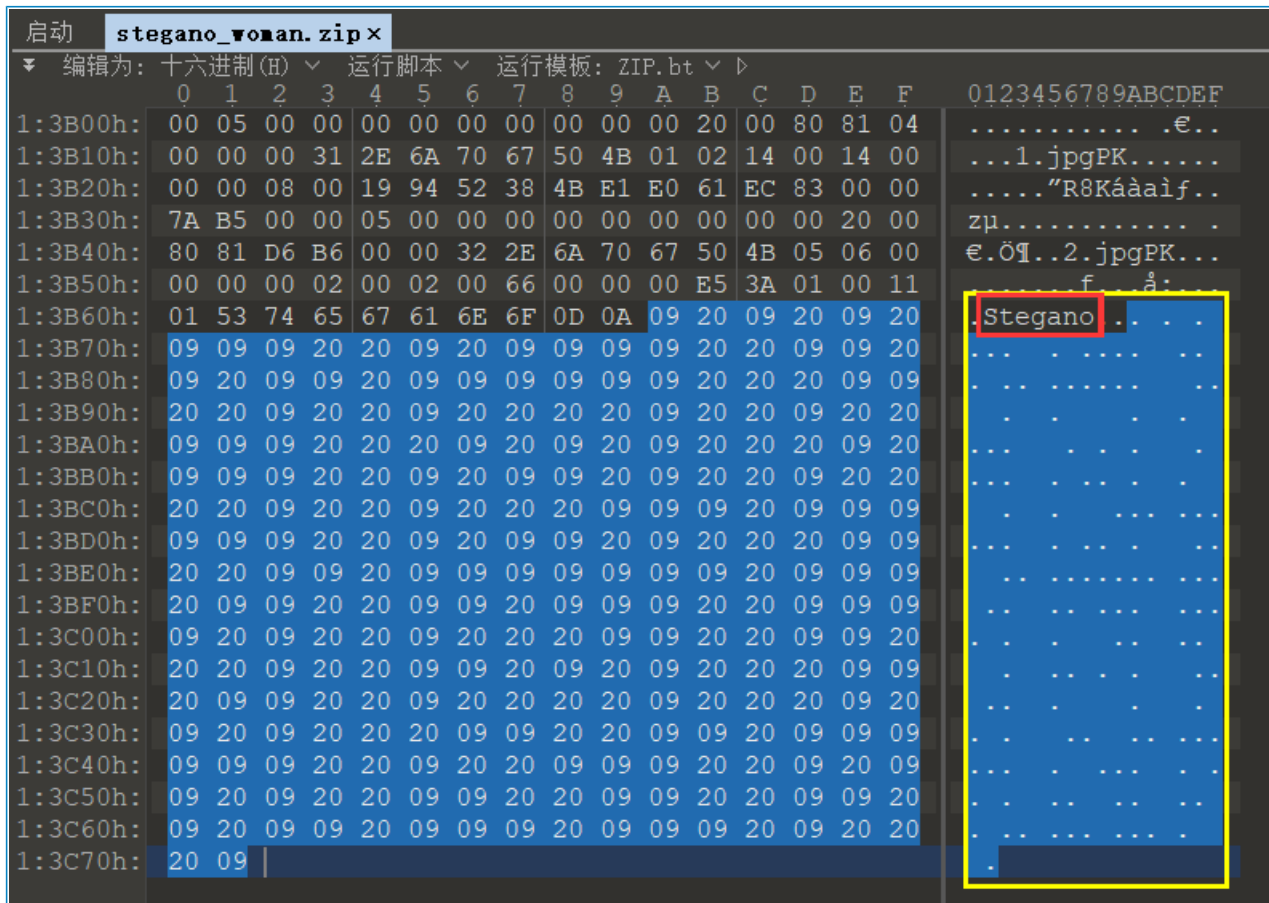 启动 stegano_woman.zip×
编辑为: 十六进制(H) 运行脚本 运行模板: ZIP.bt
0 1 2 3 4 5 6 7 8 9 A B C D E F 0123456789ABCDEF
1:3B00h: 00 05 00 00 00 00 00 00 00 00 00 20 00 80 81 04 ........... .€..
1:3B10h: 00 00 00 31 2E 6A 70 67 50 4B 01 02 14 00 14 00 ...1.jpgPK......
1:3B20h: 00 00 08 00 19 94 52 38 4B E1 E0 61 EC 83 00 00 .....”R8Káàaìƒ..
1:3B30h: 7A B5 00 00 05 00 00 00 00 00 00 00 00 00 20 00 zµ............ .
1:3B40h: 80 81 D6 B6 00 00 32 2E 6A 70 67 50 4B 05 06 00 €.Ö¶..2.jpgPK...
1:3B50h: 00 00 00 02 00 02 00 66 00 00 00 E5 3A 01 00 11 .......f...å:...
1:3B60h: 01 53 74 65 67 61 6E 6F 0D 0A 09 20 09 20 09 20 .Stegano... . .
1:3B70h: 09 09 09 20 20 09 20 09 09 09 09 20 20 09 09 20 ...  . ....  ..
1:3B80h: 09 20 09 09 20 09 09 09 09 09 09 20 20 20 09 09 . .. ......   ..
1:3B90h: 20 20 09 20 20 09 20 20 20 20 09 20 20 09 20 20   .  .    .  .
1:3BA0h: 09 09 09 20 20 20 09 20 09 20 09 20 20 20 09 20 ...   . . .   .
1:3BB0h: 09 09 09 20 20 09 20 09 20 09 20 20 20 09 20 20 ...  . . .   .
1:3BC0h: 20 20 09 20 20 09 20 20 20 09 09 09 20 09 09 09   .  .   ... ...
1:3BD0h: 09 09 09 20 20 09 20 09 09 20 09 20 20 20 09 09 ...  . .. .   ..
1:3BE0h: 20 20 09 09 20 09 09 09 09 09 09 09 20 09 09 09   .. ....... ...
1:3BF0h: 20 09 09 20 20 09 09 20 09 09 09 20 20 09 09 09  ..  .. ...  ...
1:3C00h: 09 20 09 20 20 09 20 20 20 09 09 20 20 20 09 09 . .  .   ..   ..
1:3C10h: 20 20 09 20 20 09 09 20 09 20 09 20 20 20 09 09   .  .. . .   ..
1:3C20h: 20 09 09 20 20 09 20 20 20 09 20 20 20 20 09 20  ..  .   .    .
1:3C30h: 09 20 09 20 20 20 09 09 20 20 09 09 20 09 09 09 . .   ..  .. ...
1:3C40h: 09 09 09 20 20 09 20 20 09 09 09 20 20 09 20 09 ...  .  ...  . .
1:3C50h: 09 20 09 20 20 09 09 20 20 09 09 20 20 09 09 20 . .  ..  ..  ..
1:3C60h: 09 20 09 09 20 09 09 09 20 09 09 09 20 09 20 20 . .. ... ... .
1:3C70h: 20 09  .